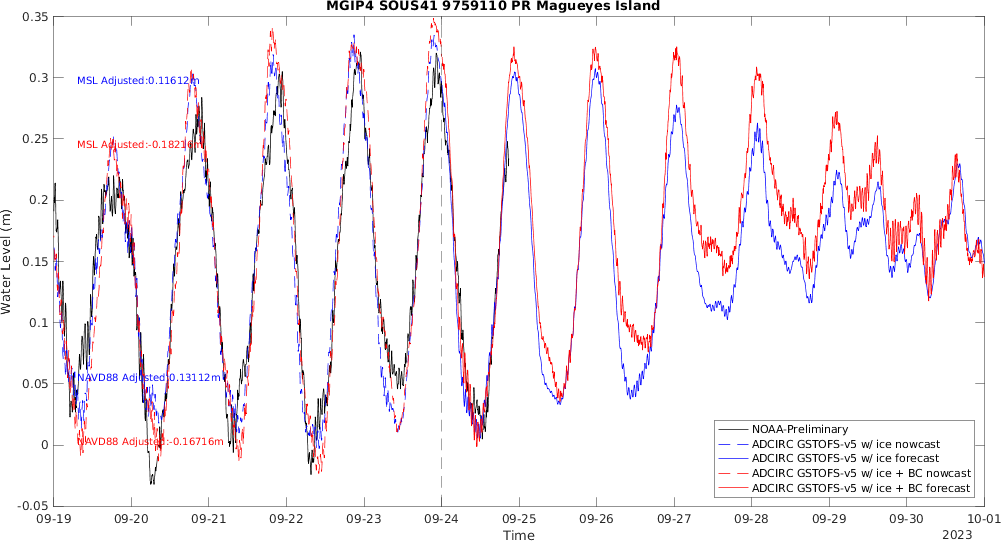 MGIP4 SOUS41 9759110 PR Magueyes Island
0.35
0.3
0.25
0.2
0.15
0.1
0.05
0
-0.05
Water Level (m)
MSL Adjusted:0.11612m
MSL Adjusted:-0.18216m
NAVD88 Adjusted:0.13112m
NAVD88 Adjusted:-0.16716m
NOAA-Preliminary
ADCIRC GSTOFS-v5 w/ ice nowcast
ADCIRC GSTOFS-v5 w/ ice forecast
ADCIRC GSTOFS-v5 w/ ice + BC nowcast
ADCIRC GSTOFS-v5 w/ ice + BC forecast
09-19 09-20 09-21 09-22 09-23 09-24 09-25 09-26 09-27 09-28 09-29 09-30 10-01
Time
2023